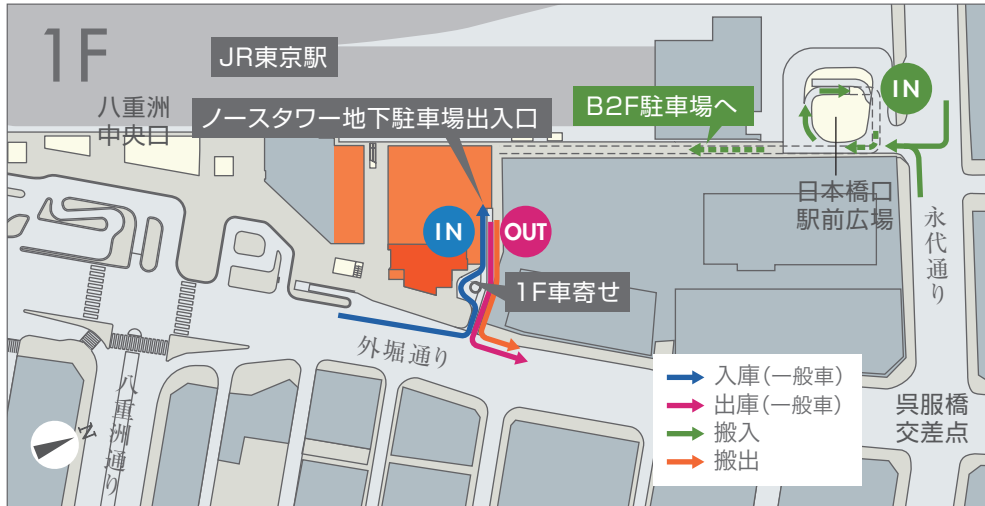 1F
JR東京駅
八重洲
中央口
ノースタワー地下駐車場出入口
B2F駐車場へ
IN
日本橋口
駅前広場
永代通り
IN
OUT
1F車寄せ
外堀通り
八重洲通り
N
入庫(一般車)
出庫(一般車)
搬入
搬出
呉服橋
交差点